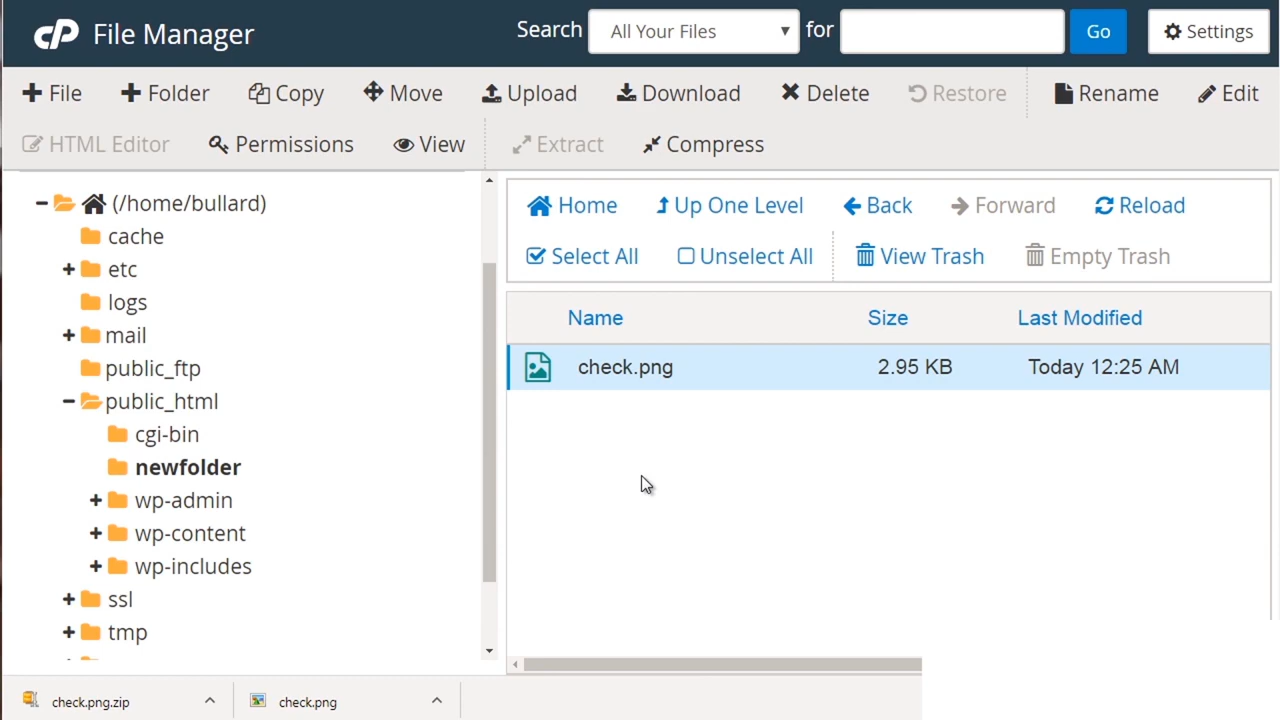 cP File Manager Search All Your Files for Go Settings
File Folder Copy Move Upload Download Delete Restore Rename Edit
HTML Editor Permissions View Extract Compress
(/home/bullard)
cache
etc
logs
mail
public_ftp
public_html
cgi-bin
newfolder
wp-admin
wp-content
wp-includes
ssl
tmp
Home Up One Level Back Forward Reload
Select All Unselect All View Trash Empty Trash
Name Size Last Modified
check.png 2.95 KB Today 12:25 AM
check.png.zip check.png